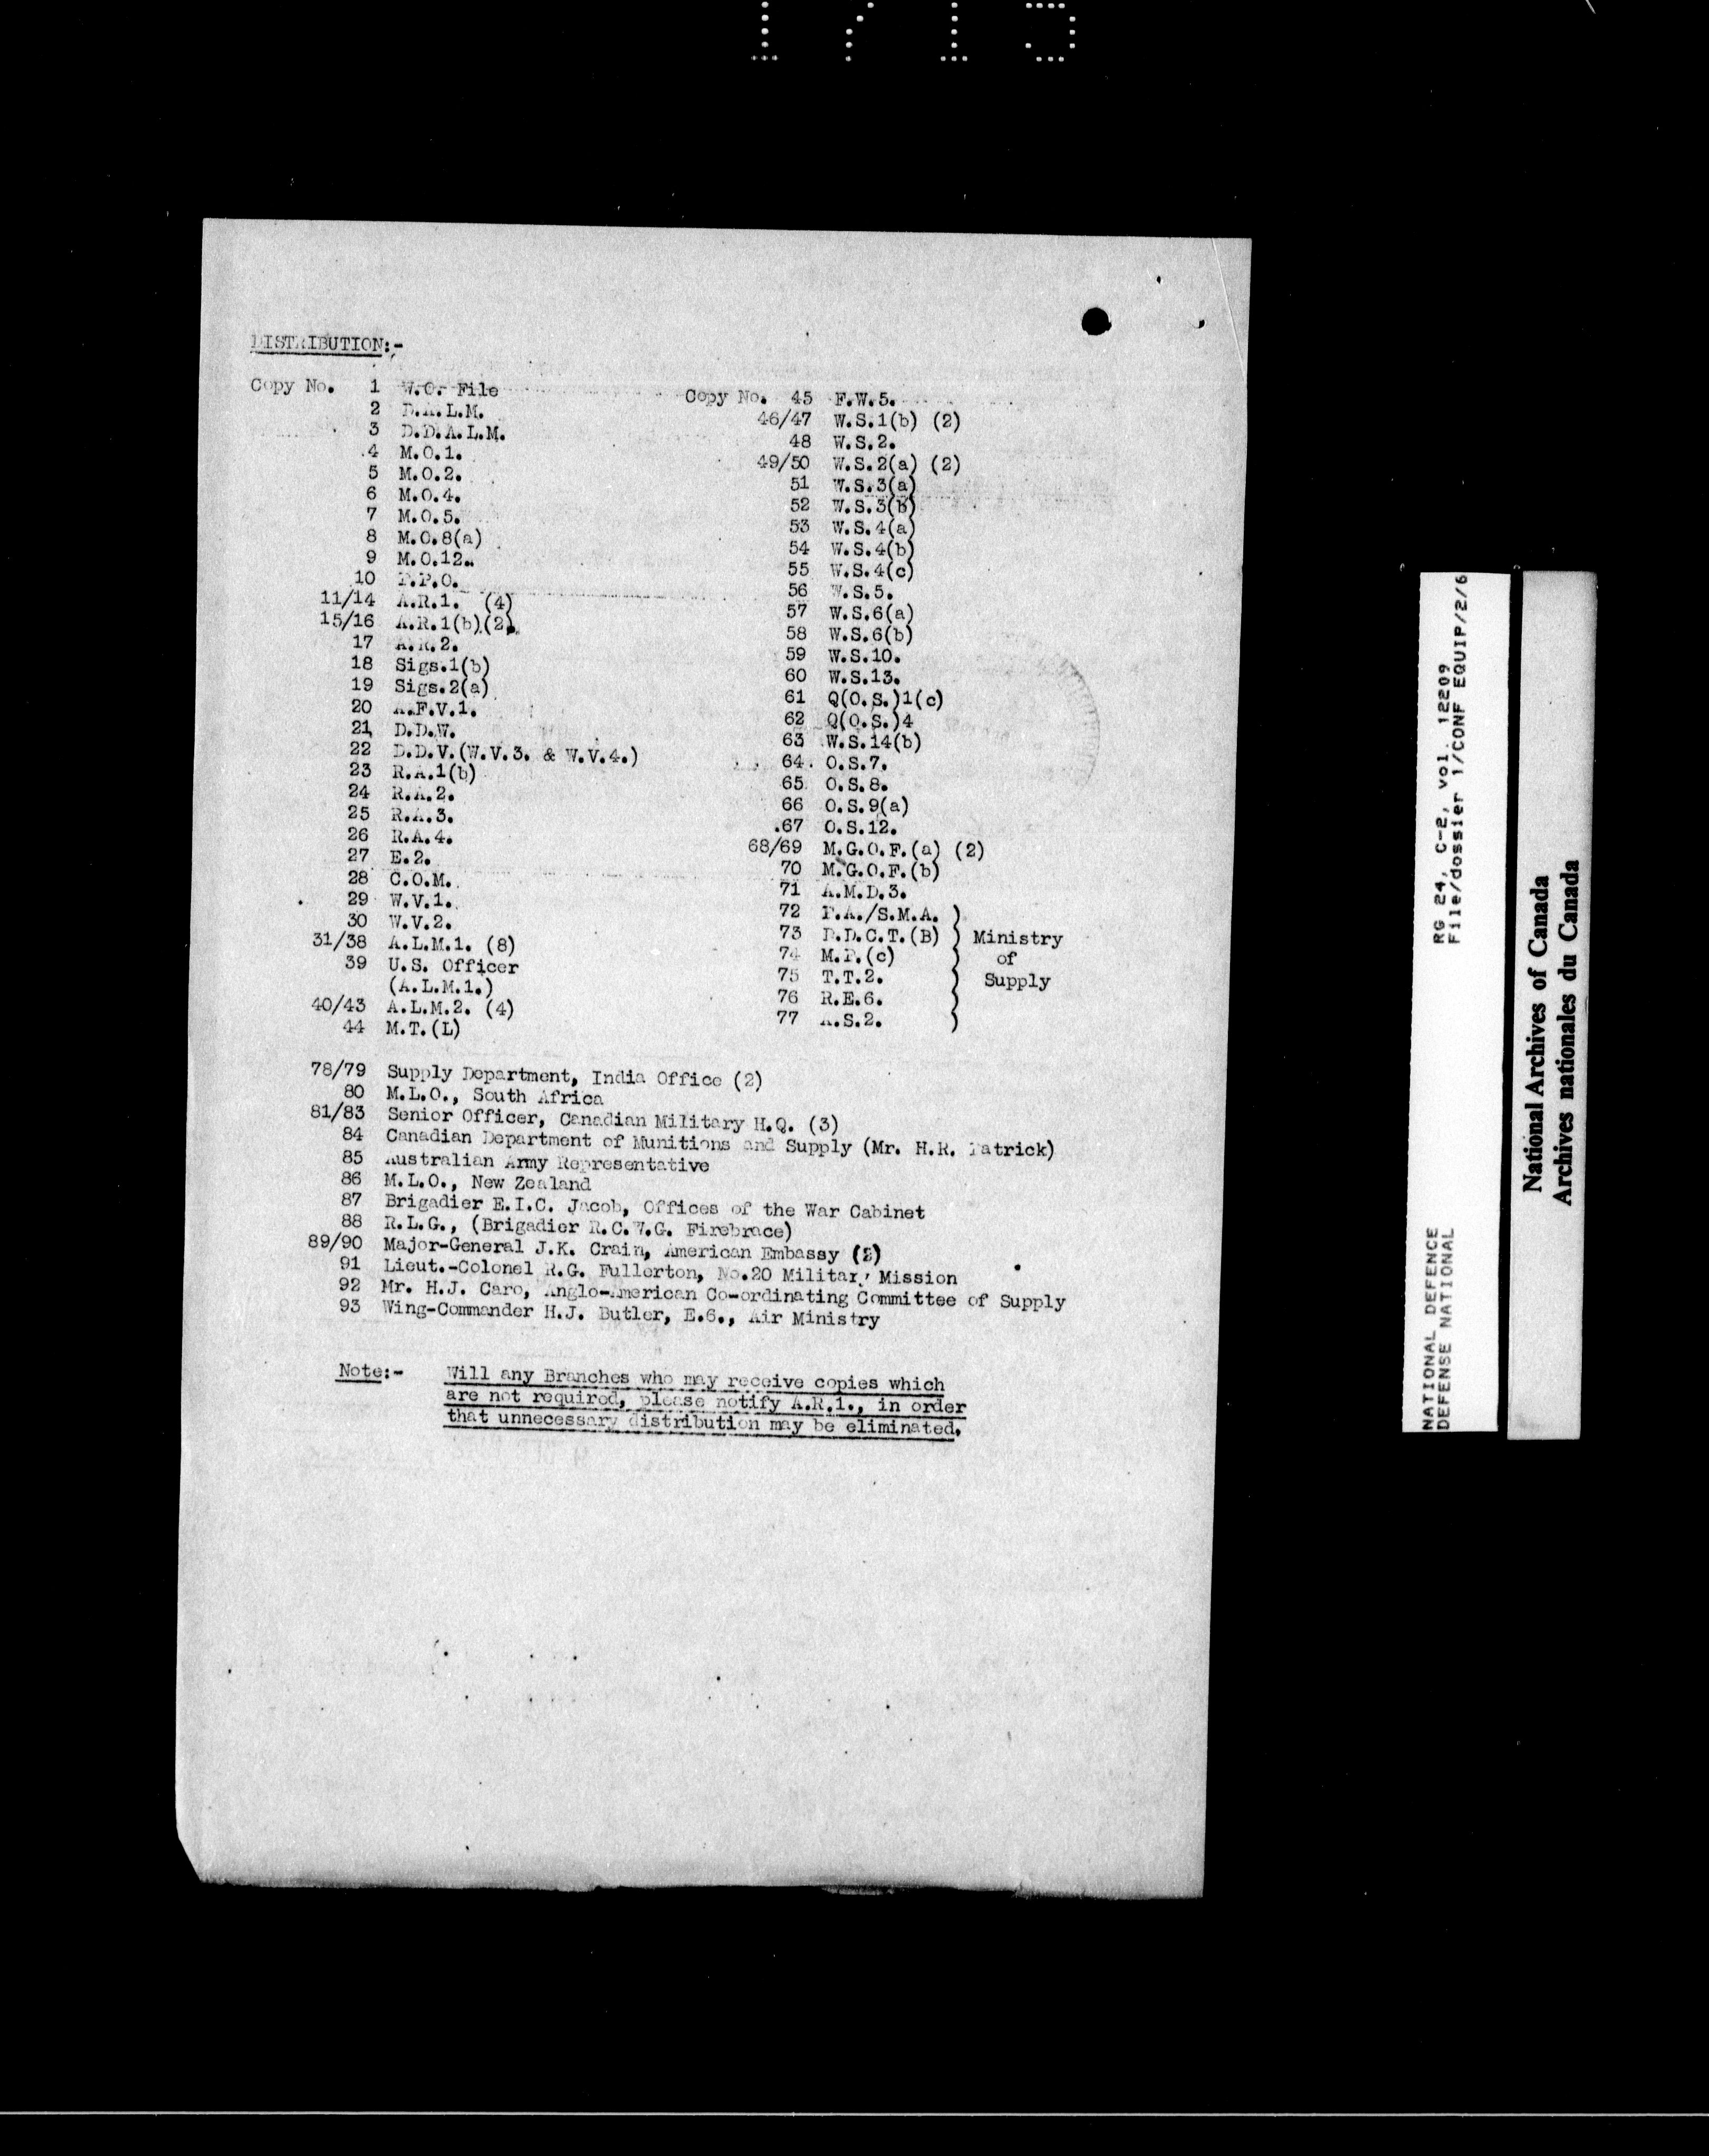 DISTRIBUTION:-
Copy No. 1 W.O. File
2 D.A.L.M.
3 D.D.A.L.M.
4 M.O.1.
5 M.O.2.
6 M.O.4.
7 M.O.5.
8 M.O.8(a)
9 M.O.12.
10 P.P.O.
11/14 A.R.1. (4)
15/16 A.R.1(b)(2)
17 A.R.2.
18 Sigs.1(b)
19 Sigs.2(a)
20 A.F.V.1.
21 D.D.W.
22 D.D.V.(W.V.3. & W.V.4.)
23 R.A.1(b)
24 R.A.2.
25 R.A.3.
26 R.A.4.
27 E.2.
28 C.O.M.
29 W.V.1.
30 W.V.2.
31/38 A.L.M.1. (8)
39 U.S. Officer
(A.L.M.1.)
40/43 A.L.M.2. (4)
44 M.T.(L)
Copy No. 45 F.W.5.
46/47 W.S.1(b) (2)
48 W.S.2.
49/50 W.S.2(a) (2)
51 W.S.3(a)
52 W.S.3(b)
53 W.S.4(a)
54 W.S.4(b)
55 W.S.4(c)
56 W.S.5.
57 W.S.6(a)
58 W.S.6(b)
59 W.S.10.
60 W.S.13.
61 Q(O.S.)1(c)
62 Q(O.S.)4
63 W.S.14(b)
64 O.S.7.
65 O.S.8.
66 O.S.9(a)
67 O.S.12.
68/69 M.G.O.F.(a) (2)
70 M.G.O.F.(b)
71 A.M.D.3.
72 P.A./S.M.A. )
73 D.D.C.T.(B) ) Ministry
74 M.P.(c) ) of
75 T.T.2. ) Supply
76 R.E.6. )
77 A.S.2. )
78/79 Supply Department, India Office (2)
80 M.L.O., South Africa
81/83 Senior Officer, Canadian Military H.Q. (3)
84 Canadian Department of Munitions and Supply (Mr. H.R. Patrick)
85 Australian Army Representative
86 M.L.O., New Zealand
87 Brigadier E.I.C. Jacob, Offices of the War Cabinet
88 R.L.G., (Brigadier R.C.W.G. Firebrace)
89/90 Major-General J.K. Crain, American Embassy (2)
91 Lieut.-Colonel R.G. Fullerton, No.20 Military Mission
92 Mr. H.J. Caro, Anglo-American Co-ordinating Committee of Supply
93 Wing-Commander H.J. Butler, E.6., Air Ministry
Note:- Will any Branches who may receive copies which
are not required, please notify A.R.1., in order
that unnecessary distribution may be eliminated.
NATIONAL DEFENCE RG 24, C-2, vol. 12209
DEFENSE NATIONAL File/dossier 1/CONF EQUIP/2/6
National Archives of Canada
Archives nationales du Canada